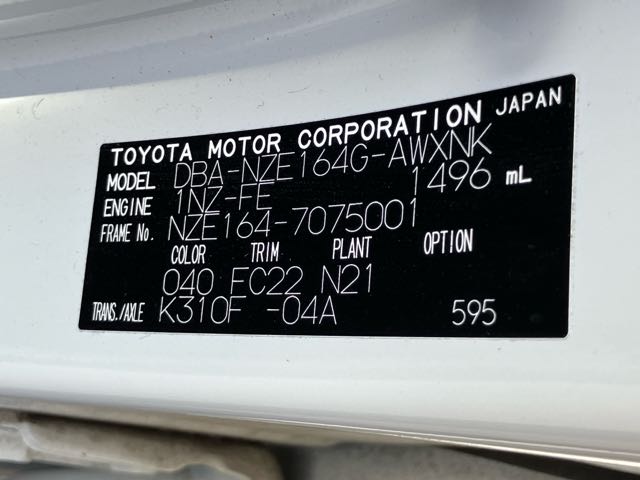 TOYOTA MOTOR CORPORATION JAPAN
MODEL DBA-NZE164G-AWXNK
ENGINE 1NZ-FE 1496 mL
FRAME No. NZE164-7075001
COLOR TRIM PLANT OPTION
040 FC22 N21
TRANS./AXLE K310F -04A 595